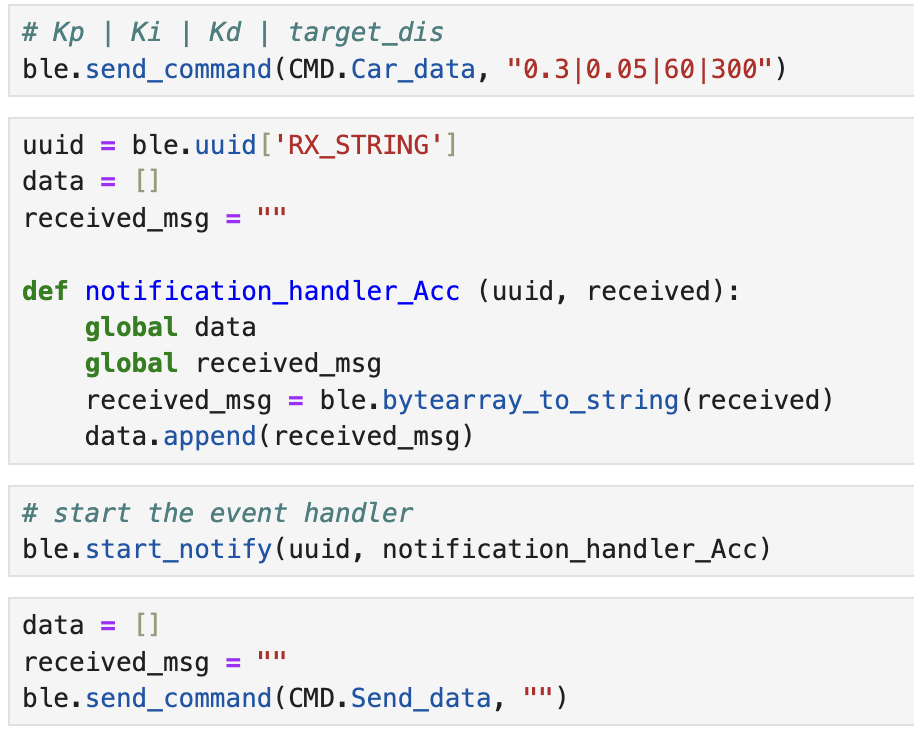 # Kp | Ki | Kd | target_dis
ble.send_command(CMD.Car_data, "0.3|0.05|60|300")
uuid = ble.uuid['RX_STRING']
data = []
received_msg = ""
def notification_handler_Acc (uuid, received):
    global data
    global received_msg
    received_msg = ble.bytearray_to_string(received)
    data.append(received_msg)
# start the event handler
ble.start_notify(uuid, notification_handler_Acc)
data = []
received_msg = ""
ble.send_command(CMD.Send_data, "")